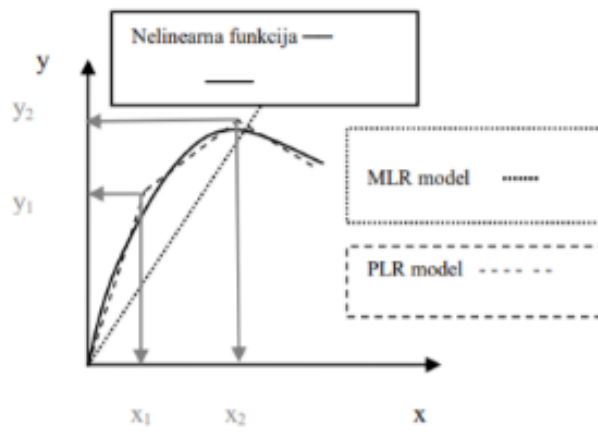 Nelinearna funkcija
y
y₂
MLR model
y₁
PLR model
x₁
x₂
x